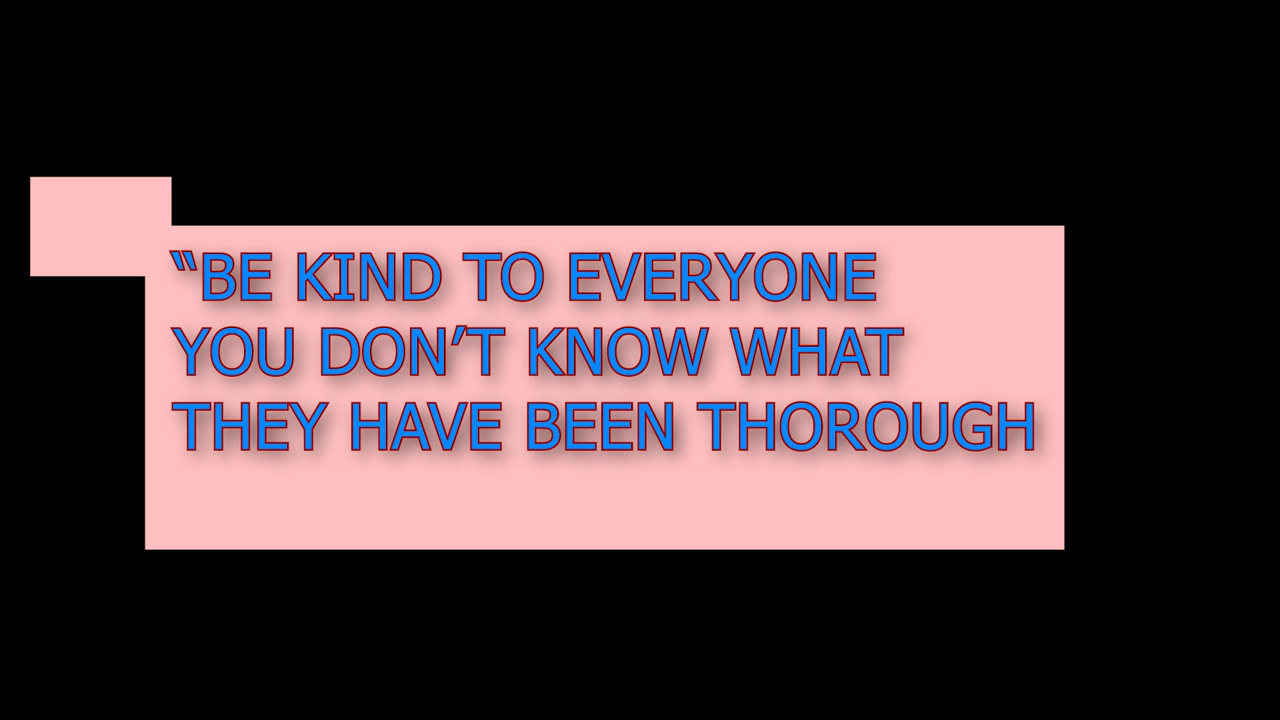 “BE KIND TO EVERYONE
YOU DON’T KNOW WHAT
THEY HAVE BEEN THOROUGH